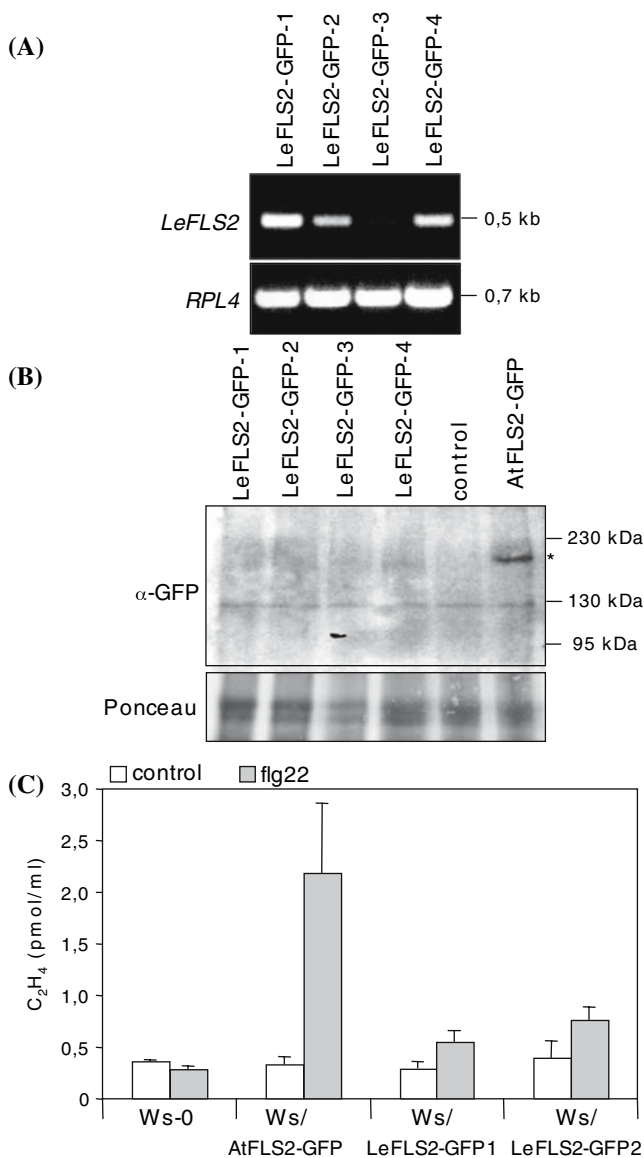 (A)
LeFLS2-GFP-1
LeFLS2-GFP-2
LeFLS2-GFP-3
LeFLS2-GFP-4
LeFLS2
0,5 kb
RPL4
0,7 kb
(B)
LeFLS2-GFP-1
LeFLS2-GFP-2
LeFLS2-GFP-3
LeFLS2-GFP-4
control
AtFLS2-GFP
α-GFP
230 kDa
*
130 kDa
95 kDa
Ponceau
(C)
control
flg22
3,0
2,5
2,0
1,5
1,0
0,5
0
C₂H₄ (pmol/ml)
Ws-0
Ws/
AtFLS2-GFP
Ws/
LeFLS2-GFP1
Ws/
LeFLS2-GFP2